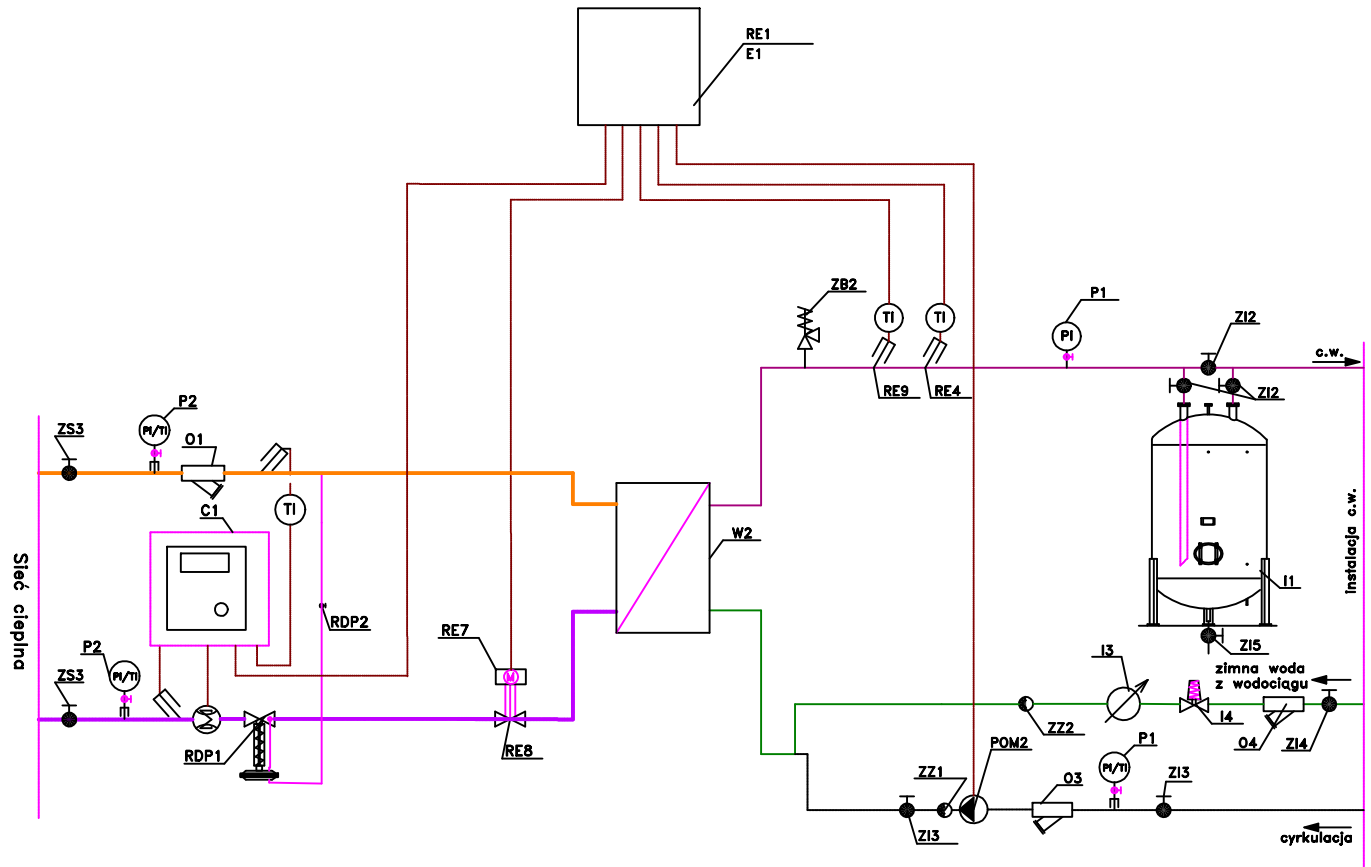 RE1
E1
ZB2
P1
ZI2
TI
TI
PI
c.w.
RE9
RE4
ZI2
P2
ZS3
PI/TI
O1
C1
TI
W2
Instalacja c.w.
I1
Sieć cieplna
RDP2
RE7
P2
ZS3
PI/TI
M
ZI5
I3
zimna woda
z wodociągu
RDP1
RE8
ZZ2
I4
O4
ZI4
POM2
P1
ZZ1
O3
PI/TI
ZI3
ZI3
cyrkulacja